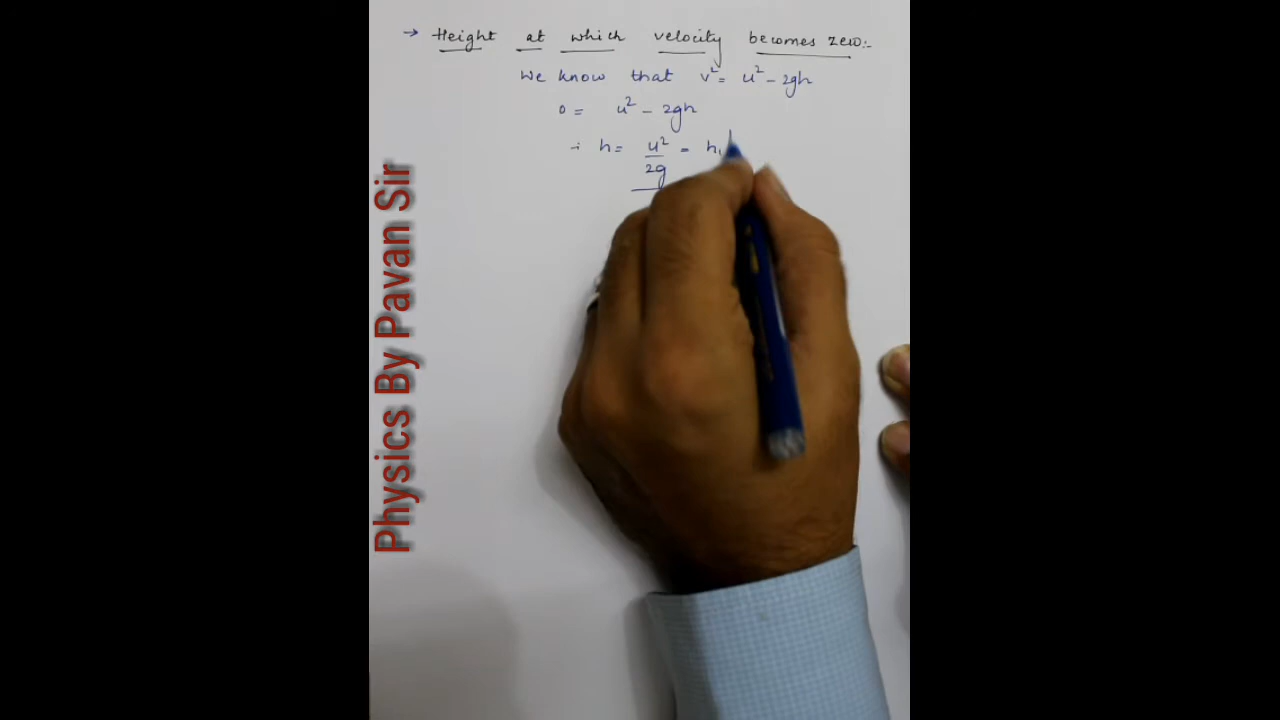 → Height at which velocity becomes zero:-
We know that v² = u² - 2gh
0 = u² - 2gh
∴ h = u²/2g = h₁
Physics By Pavan Sir